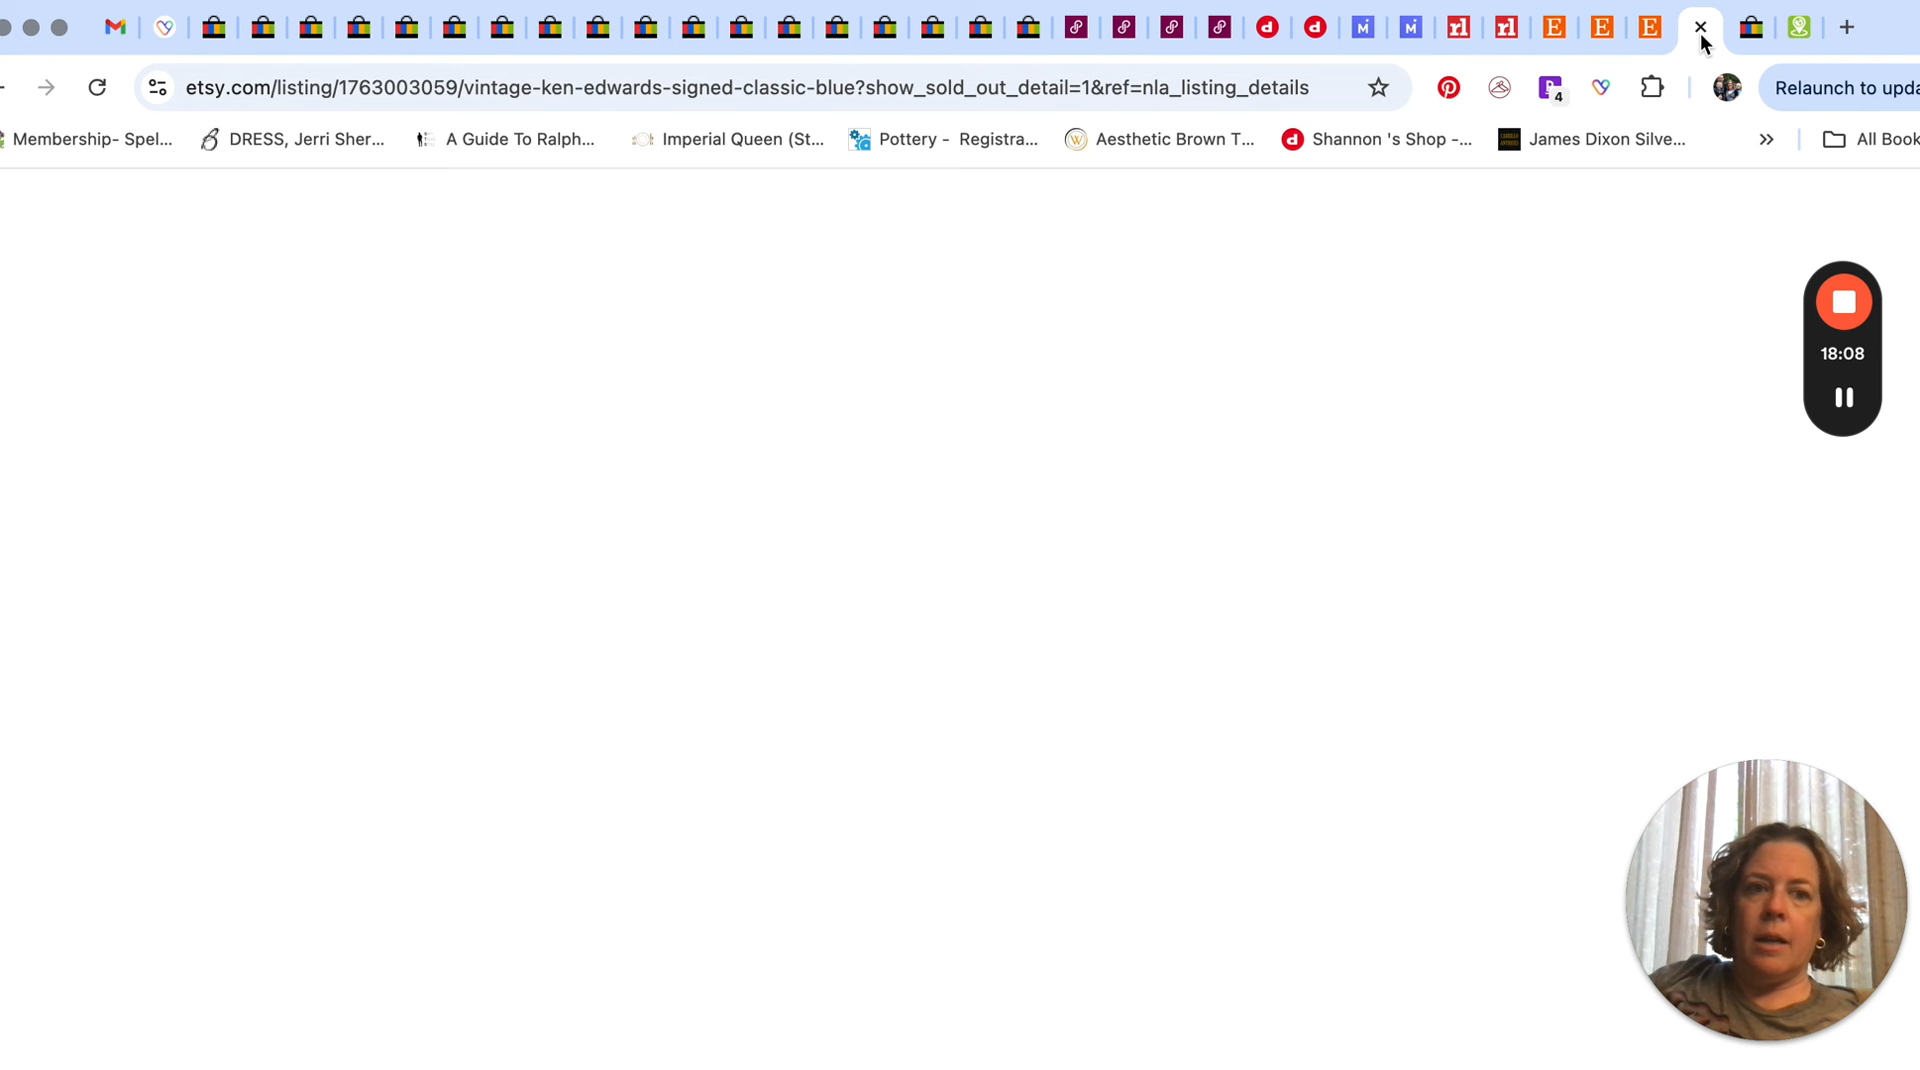 etsy.com/listing/1763003059/vintage-ken-edwards-signed-classic-blue?show_sold_out_detail=1&ref=nla_listing_details
4
Relaunch to upda
Membership- Spel...
DRESS, Jerri Sher...
A Guide To Ralph...
Imperial Queen (St...
Pottery - Registra...
Aesthetic Brown T...
Shannon 's Shop -...
James Dixon Silve...
All Book
18:08